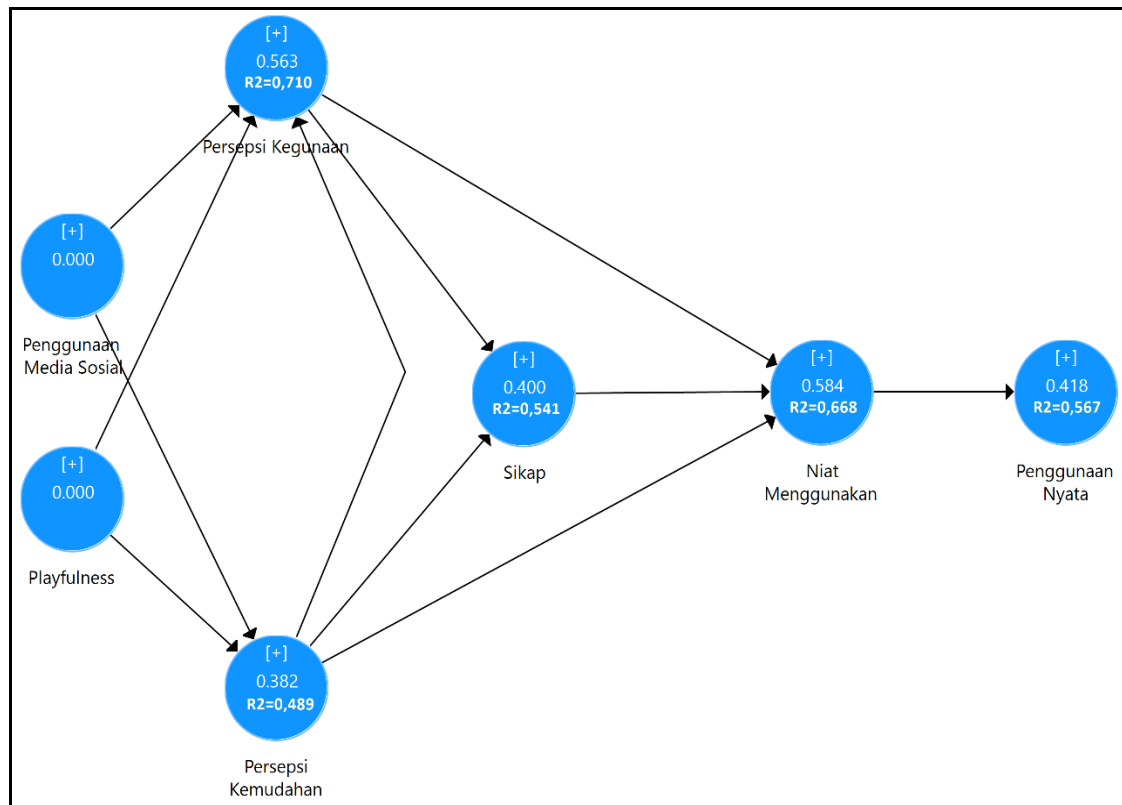 [+]
0.563
R2=0,710
Persepsi Kegunaan
[+]
0.000
Penggunaan
Media Sosial
[+]
0.000
Playfulness
[+]
0.382
R2=0,489
Persepsi
Kemudahan
[+]
0.400
R2=0,541
Sikap
[+]
0.584
R2=0,668
Niat
Menggunakan
[+]
0.418
R2=0,567
Penggunaan
Nyata